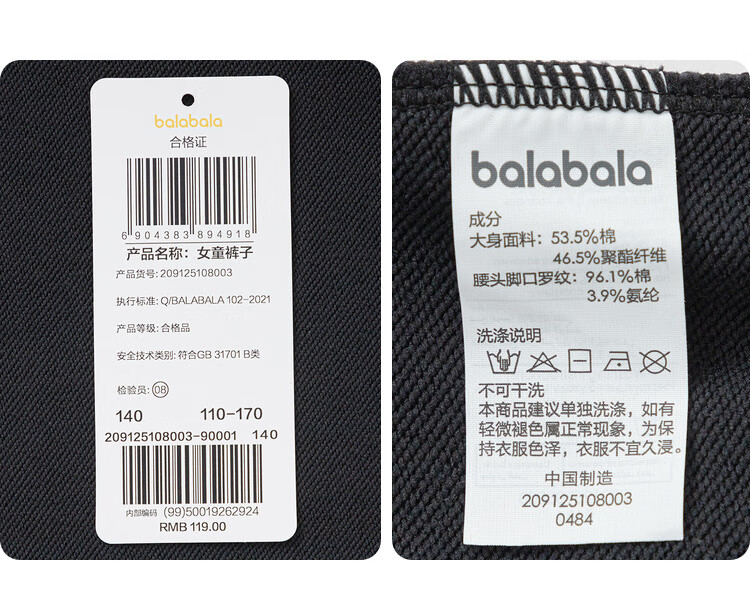 balabala
合格证
6 904383 894918
产品名称：女童裤子
产品货号：209125108003
执行标准：Q/BALABALA 102-2021
产品等级：合格品
安全技术类别：符合GB 31701 B类
检验员：08
140 110-170
209125108003-90001 140
内部编码 (99)50019262924
RMB 119.00
balabala
成分
大身面料：53.5%棉
46.5%聚酯纤维
腰头脚口罗纹：96.1%棉
3.9%氨纶
洗涤说明
不可干洗
本商品建议单独洗涤，如有
轻微褪色属正常现象，为保
持衣服色泽，衣服不宜久浸。
中国制造
209125108003
0484